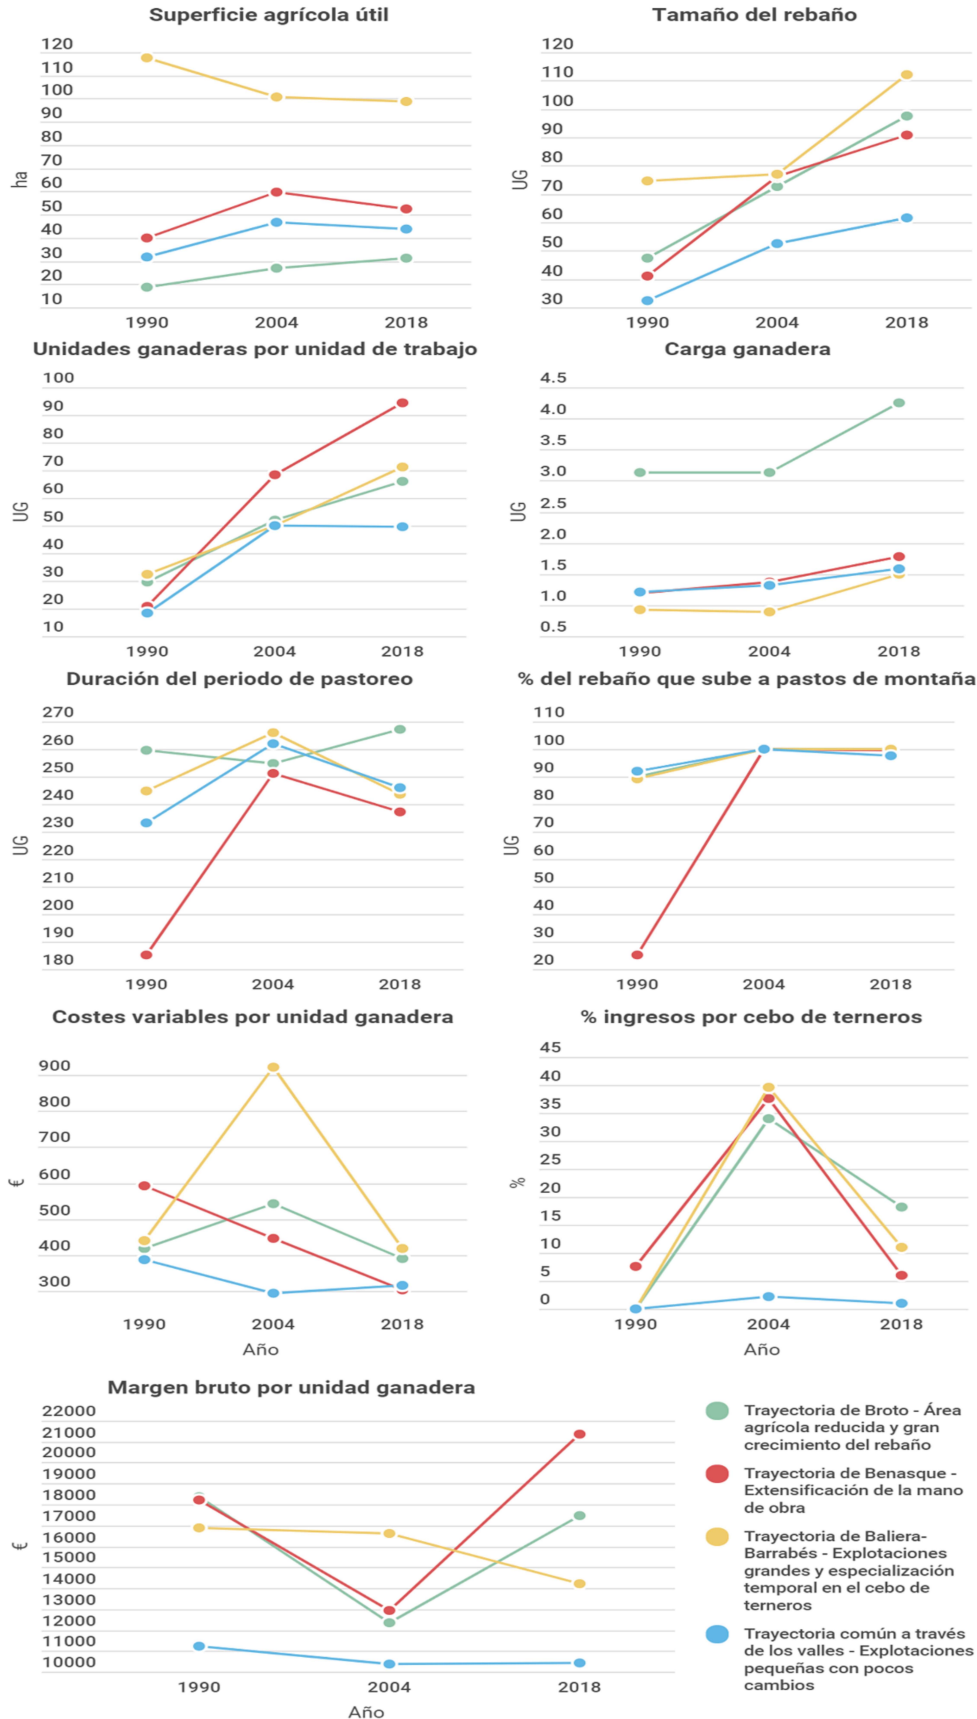 Superficie agrícola útil
120
110
100
90
80
70
60
50
40
30
20
10
ha
1990 2004 2018
Tamaño del rebaño
120
110
100
90
80
70
60
50
40
30
UG
1990 2004 2018
Unidades ganaderas por unidad de trabajo
100
90
80
70
60
50
40
30
20
10
UG
1990 2004 2018
Carga ganadera
4.5
4.0
3.5
3.0
2.5
2.0
1.5
1.0
0.5
UG
1990 2004 2018
Duración del periodo de pastoreo
270
260
250
240
230
220
210
200
190
180
UG
1990 2004 2018
% del rebaño que sube a pastos de montaña
110
100
90
80
70
60
50
40
30
20
UG
1990 2004 2018
Costes variables por unidad ganadera
900
800
700
600
500
400
300
€
1990 2004 2018
Año
% ingresos por cebo de terneros
45
40
35
30
25
20
15
10
5
0
%
1990 2004 2018
Año
Margen bruto por unidad ganadera
22000
21000
20000
19000
18000
17000
16000
15000
14000
13000
12000
11000
10000
€
1990 2004 2018
Año
Trayectoria de Broto - Área
agrícola reducida y gran
crecimiento del rebaño
Trayectoria de Benasque -
Extensificación de la mano
de obra
Trayectoria de Baliera-
Barrabés - Explotaciones
grandes y especialización
temporal en el cebo de
terneros
Trayectoria común a través
de los valles - Explotaciones
pequeñas con pocos
cambios